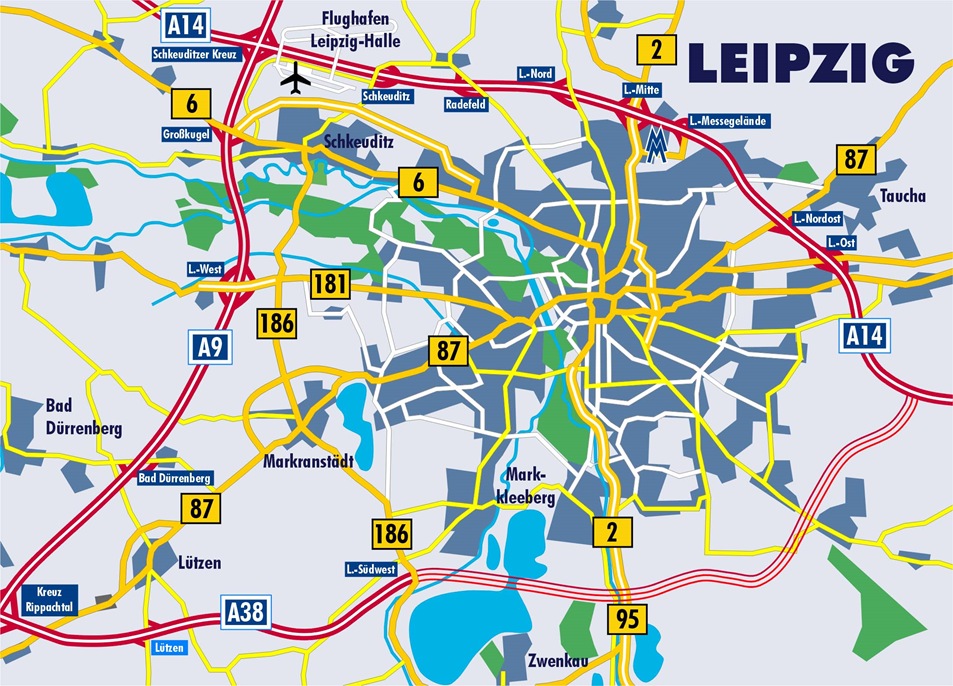 A14
Flughafen
Leipzig-Halle
Schkeuditzer Kreuz
2
LEIPZIG
L.-Nord
L.-Mitte
Schkeuditz
Radefeld
6
Großkugel
L.-Messegelände
Schkeuditz
87
6
Taucha
L.-Nordost
L.-Ost
L.-West
181
186
A9
A14
87
Bad
Dürrenberg
Markranstädt
Bad Dürrenberg
Mark-
kleeberg
87
186
2
Lützen
L.-Südwest
Kreuz
Rippachtal
A38
95
Lützen
Zwenkau